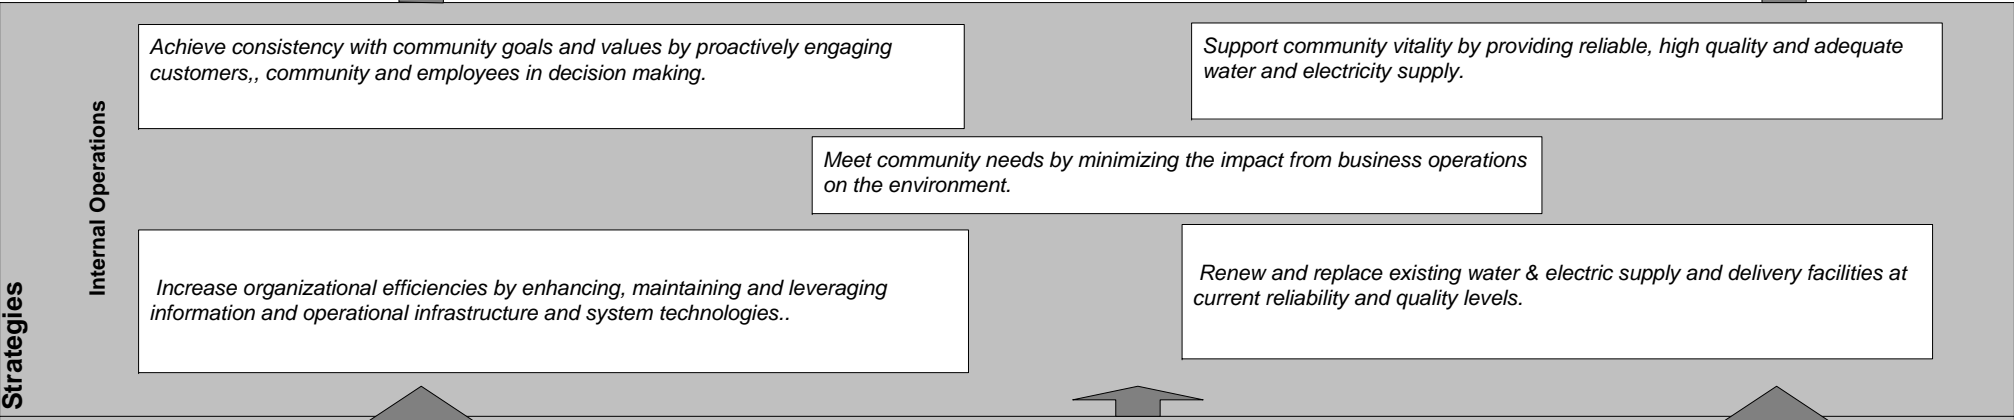 Strategies
Internal Operations
Achieve consistency with community goals and values by proactively engaging
customers,, community and employees in decision making.
Support community vitality by providing reliable, high quality and adequate
water and electricity supply.
Meet community needs by minimizing the impact from business operations
on the environment.
Increase organizational efficiencies by enhancing, maintaining and leveraging
information and operational infrastructure and system technologies..
Renew and replace existing water & electric supply and delivery facilities at
current reliability and quality levels.